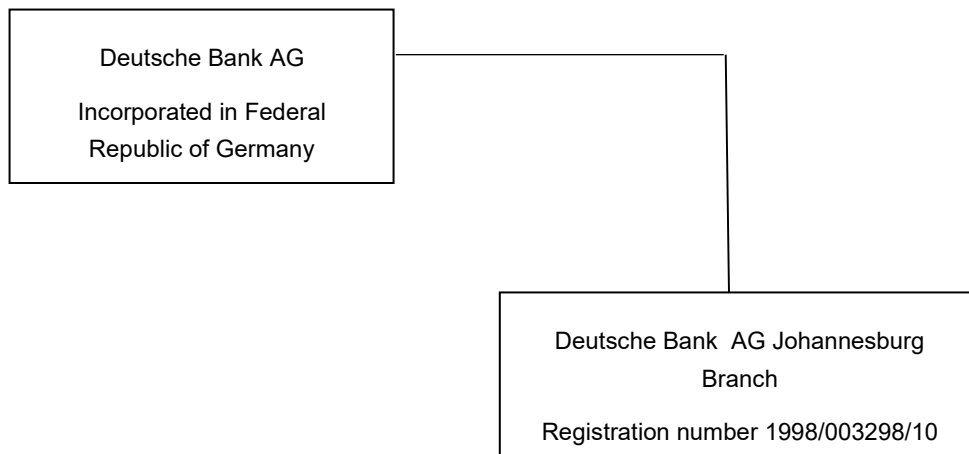 Deutsche Bank AG
Incorporated in Federal
Republic of Germany
Deutsche Bank  AG Johannesburg
Branch
Registration number 1998/003298/10